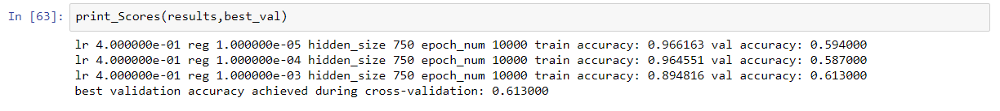 In [63]: print_Scores(results,best_val)
lr 4.000000e-01 reg 1.000000e-05 hidden_size 750 epoch_num 10000 train accuracy: 0.966163 val accuracy: 0.594000
lr 4.000000e-01 reg 1.000000e-04 hidden_size 750 epoch_num 10000 train accuracy: 0.964551 val accuracy: 0.587000
lr 4.000000e-01 reg 1.000000e-03 hidden_size 750 epoch_num 10000 train accuracy: 0.894816 val accuracy: 0.613000
best validation accuracy achieved during cross-validation: 0.613000